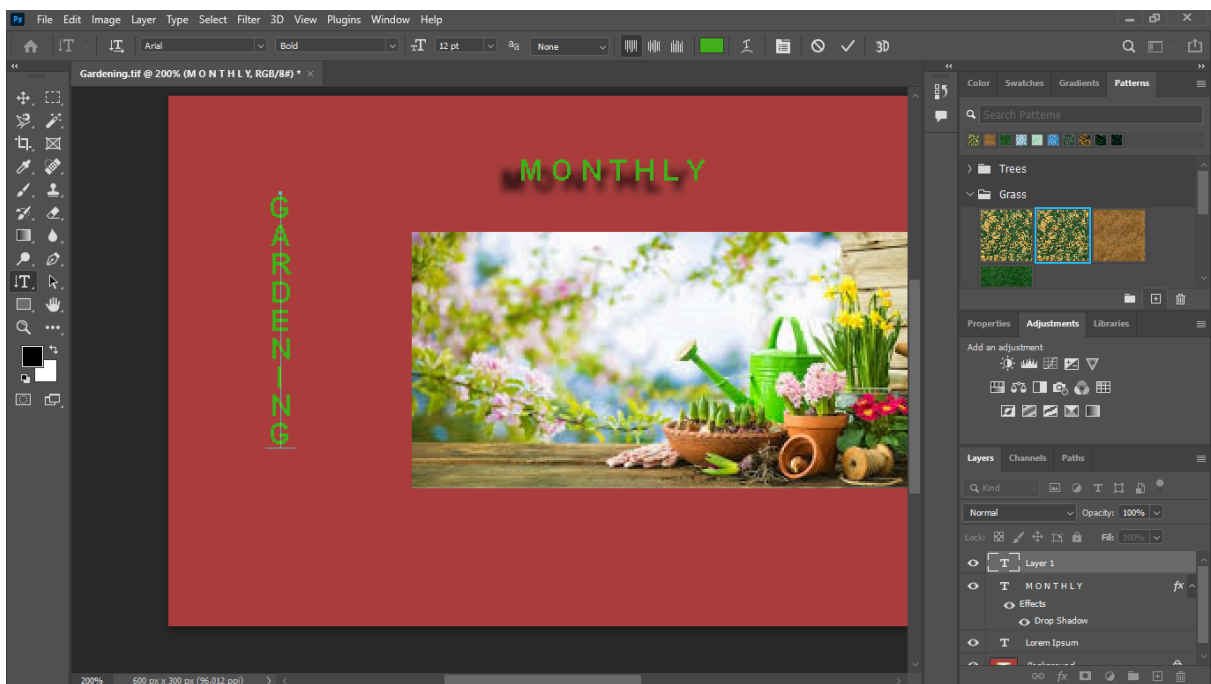 Ps File Edit Image Layer Type Select Filter 3D View Plugins Window Help
Arial Bold 12 pt None 3D
Gardening.tif @ 200% (M O N T H L Y, RGB/8#) * ×
Color Swatches Gradients Patterns
Search Patterns
Trees
Grass
M O N T H L Y
G
A
R
D
E
N
I
N
G
Properties Adjustments Libraries
Add an adjustment
Layers Channels Paths
Kind
Normal Opacity: 100%
Lock: Fill: 100%
T Layer 1
T M O N T H L Y fx
Effects
Drop Shadow
T Lorem Ipsum
Background
200% 600 px x 300 px (96.012 ppi)